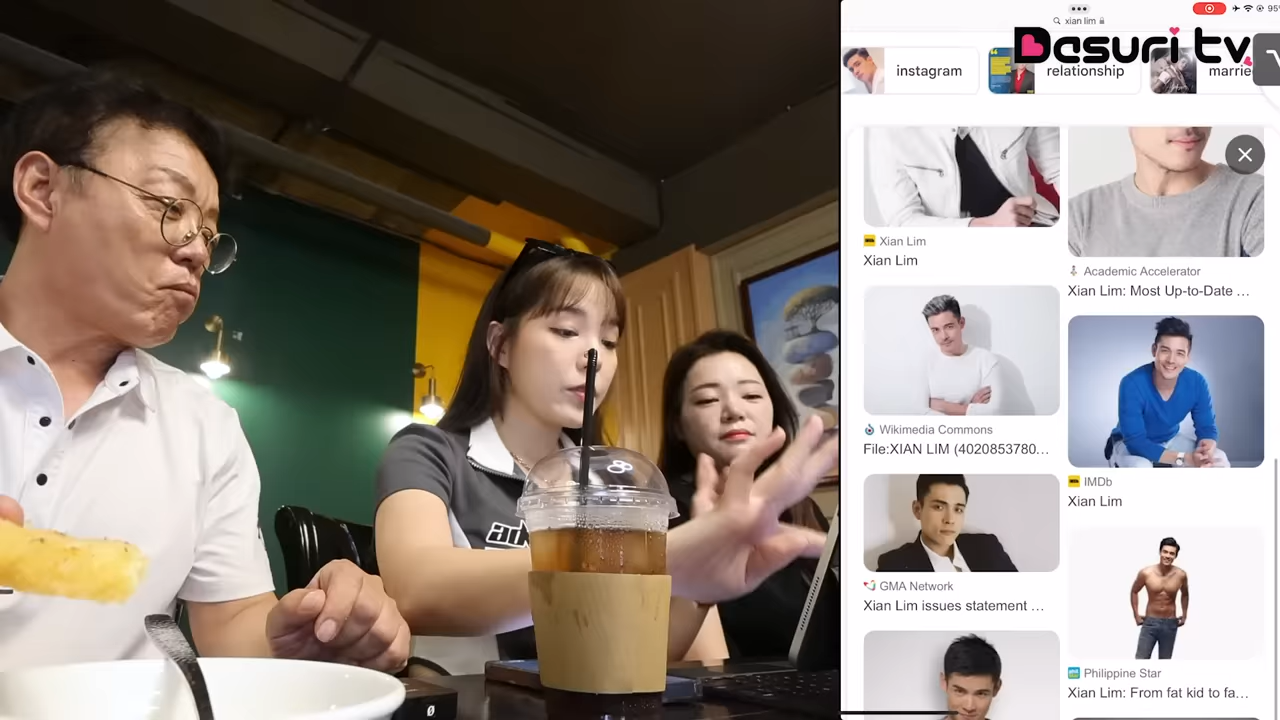 95%
xian lim
Dasuri tv
instagram
relationship
marrie
Xian Lim
Xian Lim
Academic Accelerator
Xian Lim: Most Up-to-Date ...
Wikimedia Commons
File:XIAN LIM (4020853780...
IMDb
Xian Lim
GMA Network
Xian Lim issues statement ...
Philippine Star
Xian Lim: From fat kid to fa...